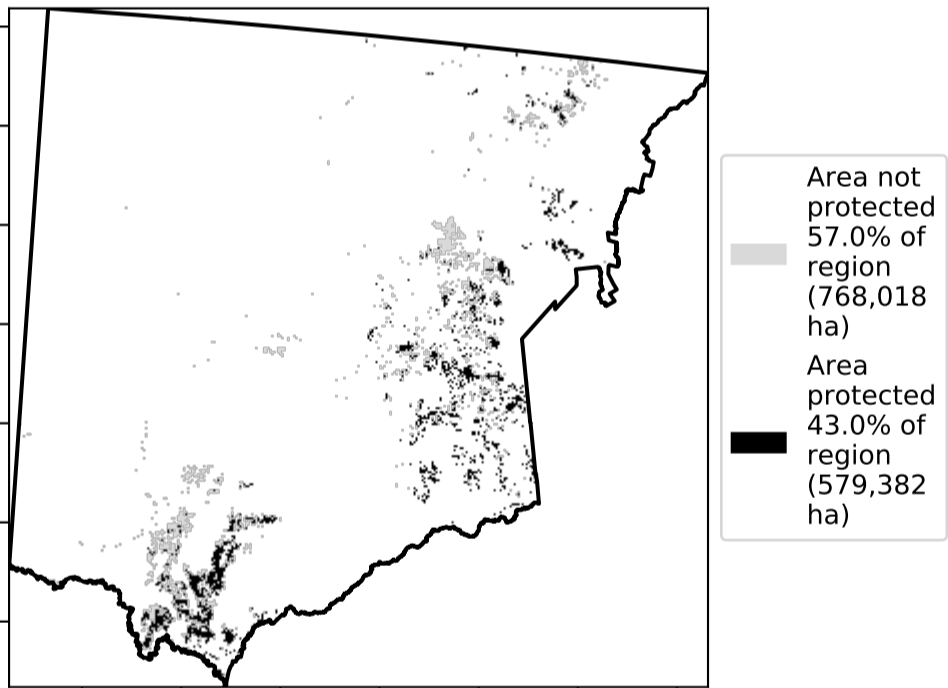 Area not
protected
57.0% of
region
(768,018
ha)
Area
protected
43.0% of
region
(579,382
ha)